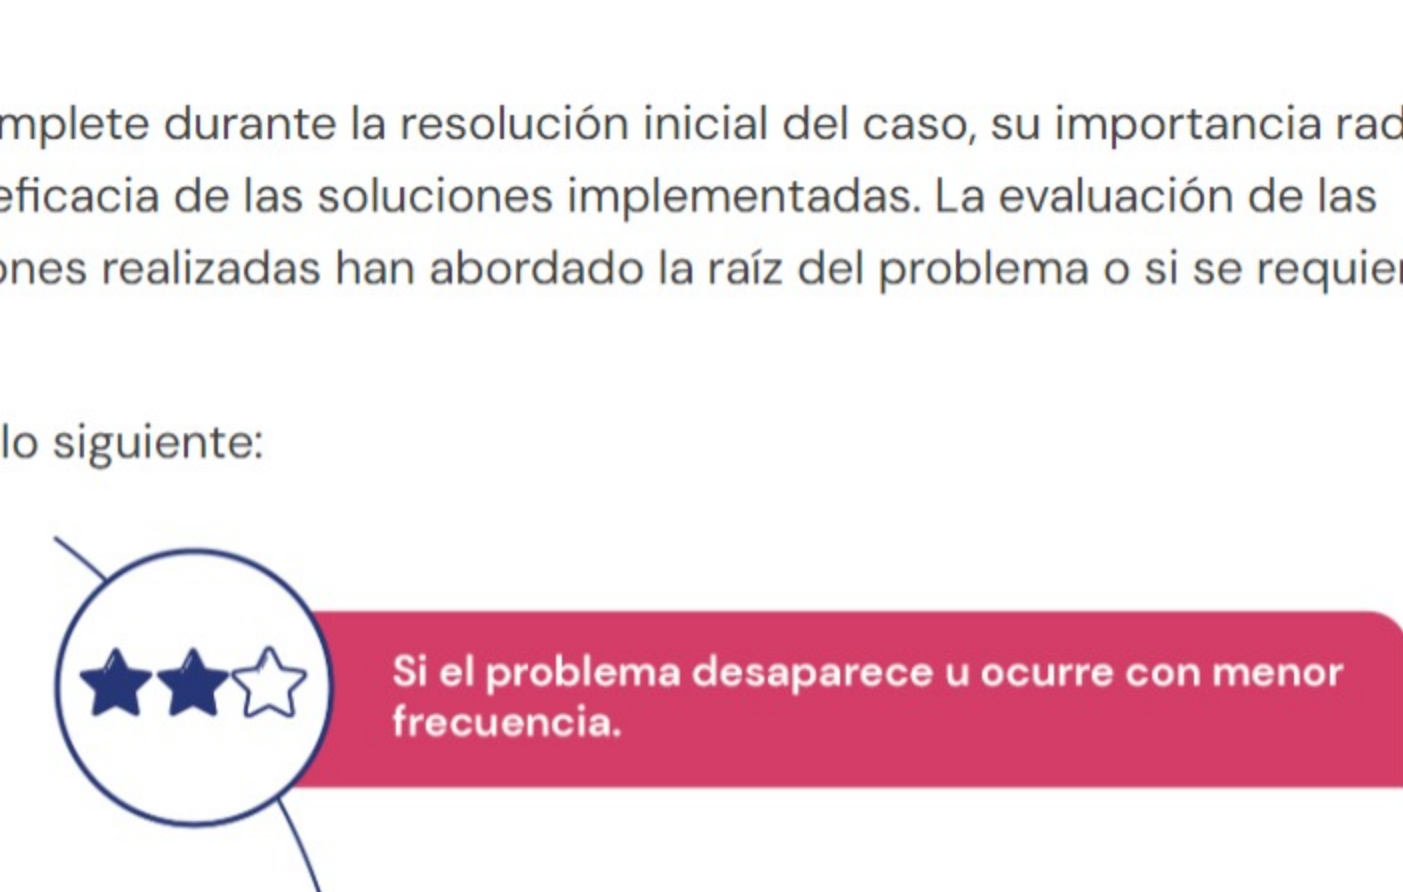 mplete durante la resolución inicial del caso, su importancia rad
eficacia de las soluciones implementadas. La evaluación de las
ones realizadas han abordado la raíz del problema o si se requier
lo siguiente:
Si el problema desaparece u ocurre con menor
frecuencia.